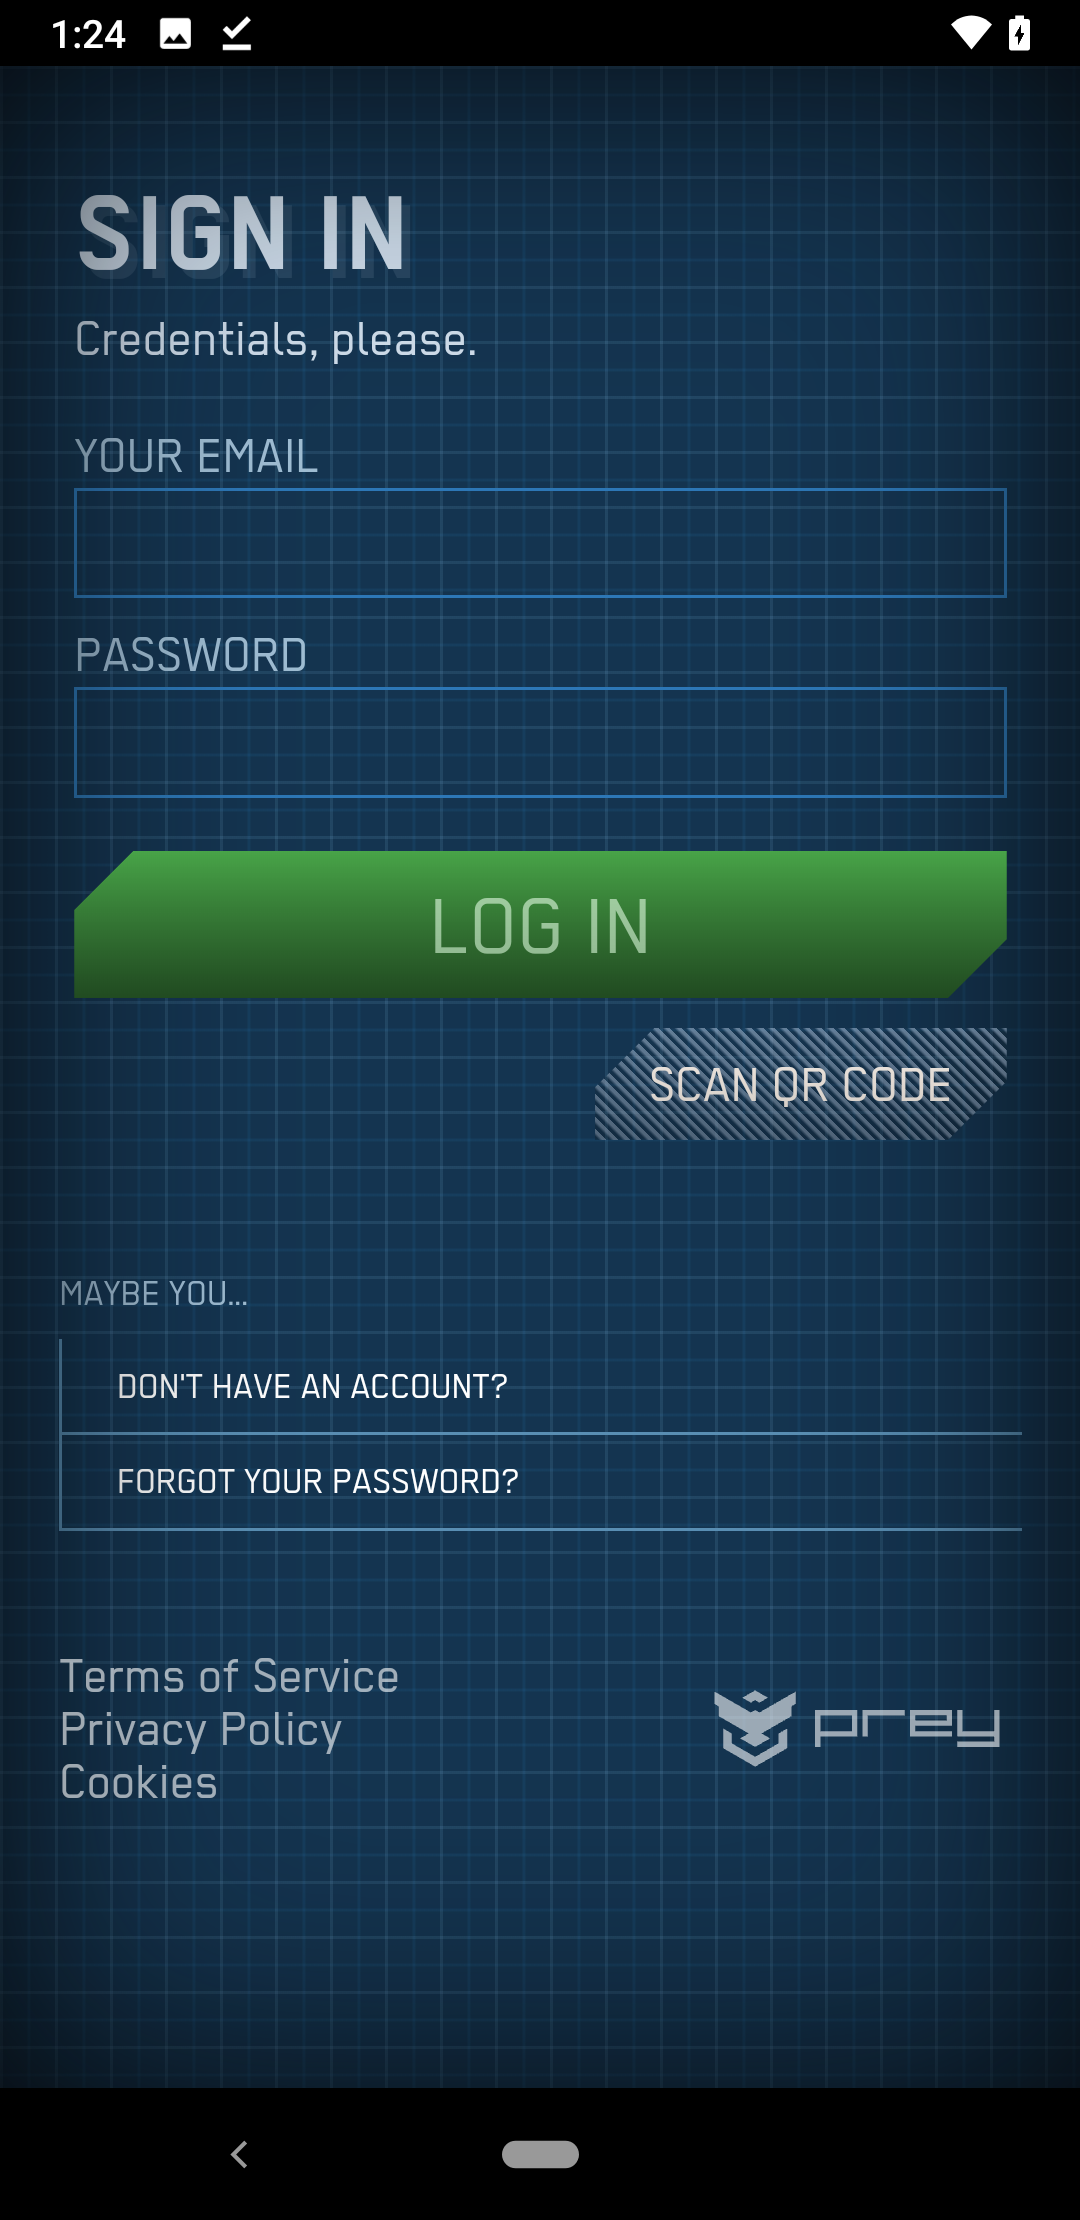 1:24
SIGN IN
Credentials, please.
YOUR EMAIL
PASSWORD
LOG IN
SCAN QR CODE
MAYBE YOU...
DON'T HAVE AN ACCOUNT?
FORGOT YOUR PASSWORD?
Terms of Service
Privacy Policy
Cookies
prey